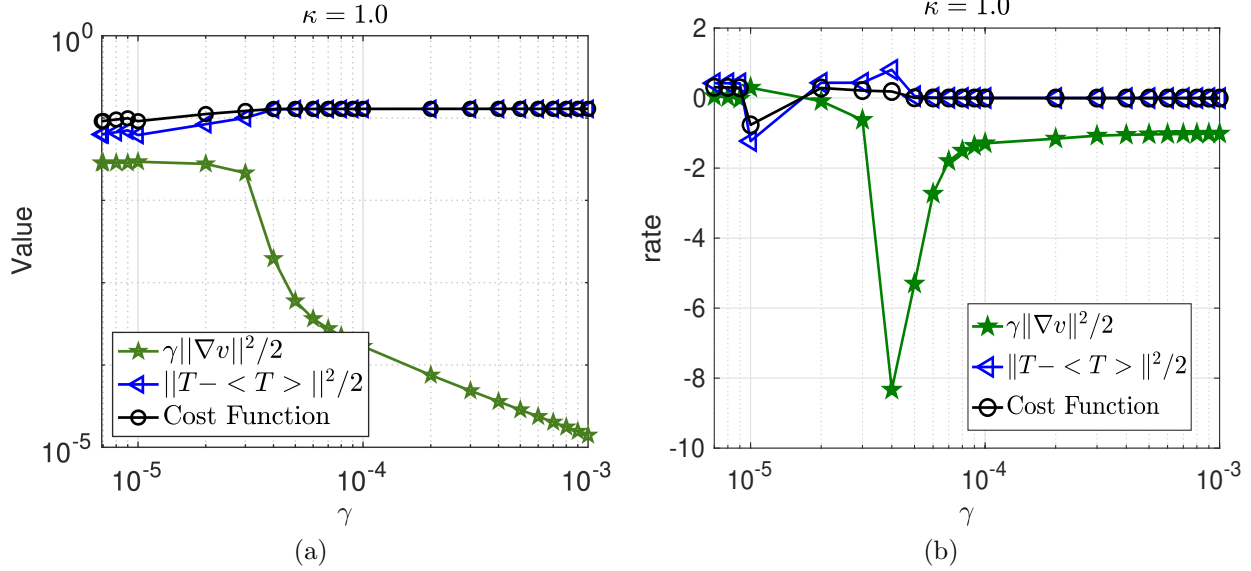 κ = 1.0
10⁰
10⁻⁵
Value
10⁻⁵
10⁻⁴
10⁻³
γ
γ||∇v||²/2
||T− < T > ||²/2
Cost Function
(a)
κ = 1.0
2
0
-2
-4
-6
-8
-10
rate
10⁻⁵
10⁻⁴
10⁻³
γ
γ‖∇v‖²/2
‖T− < T > ‖²/2
Cost Function
(b)